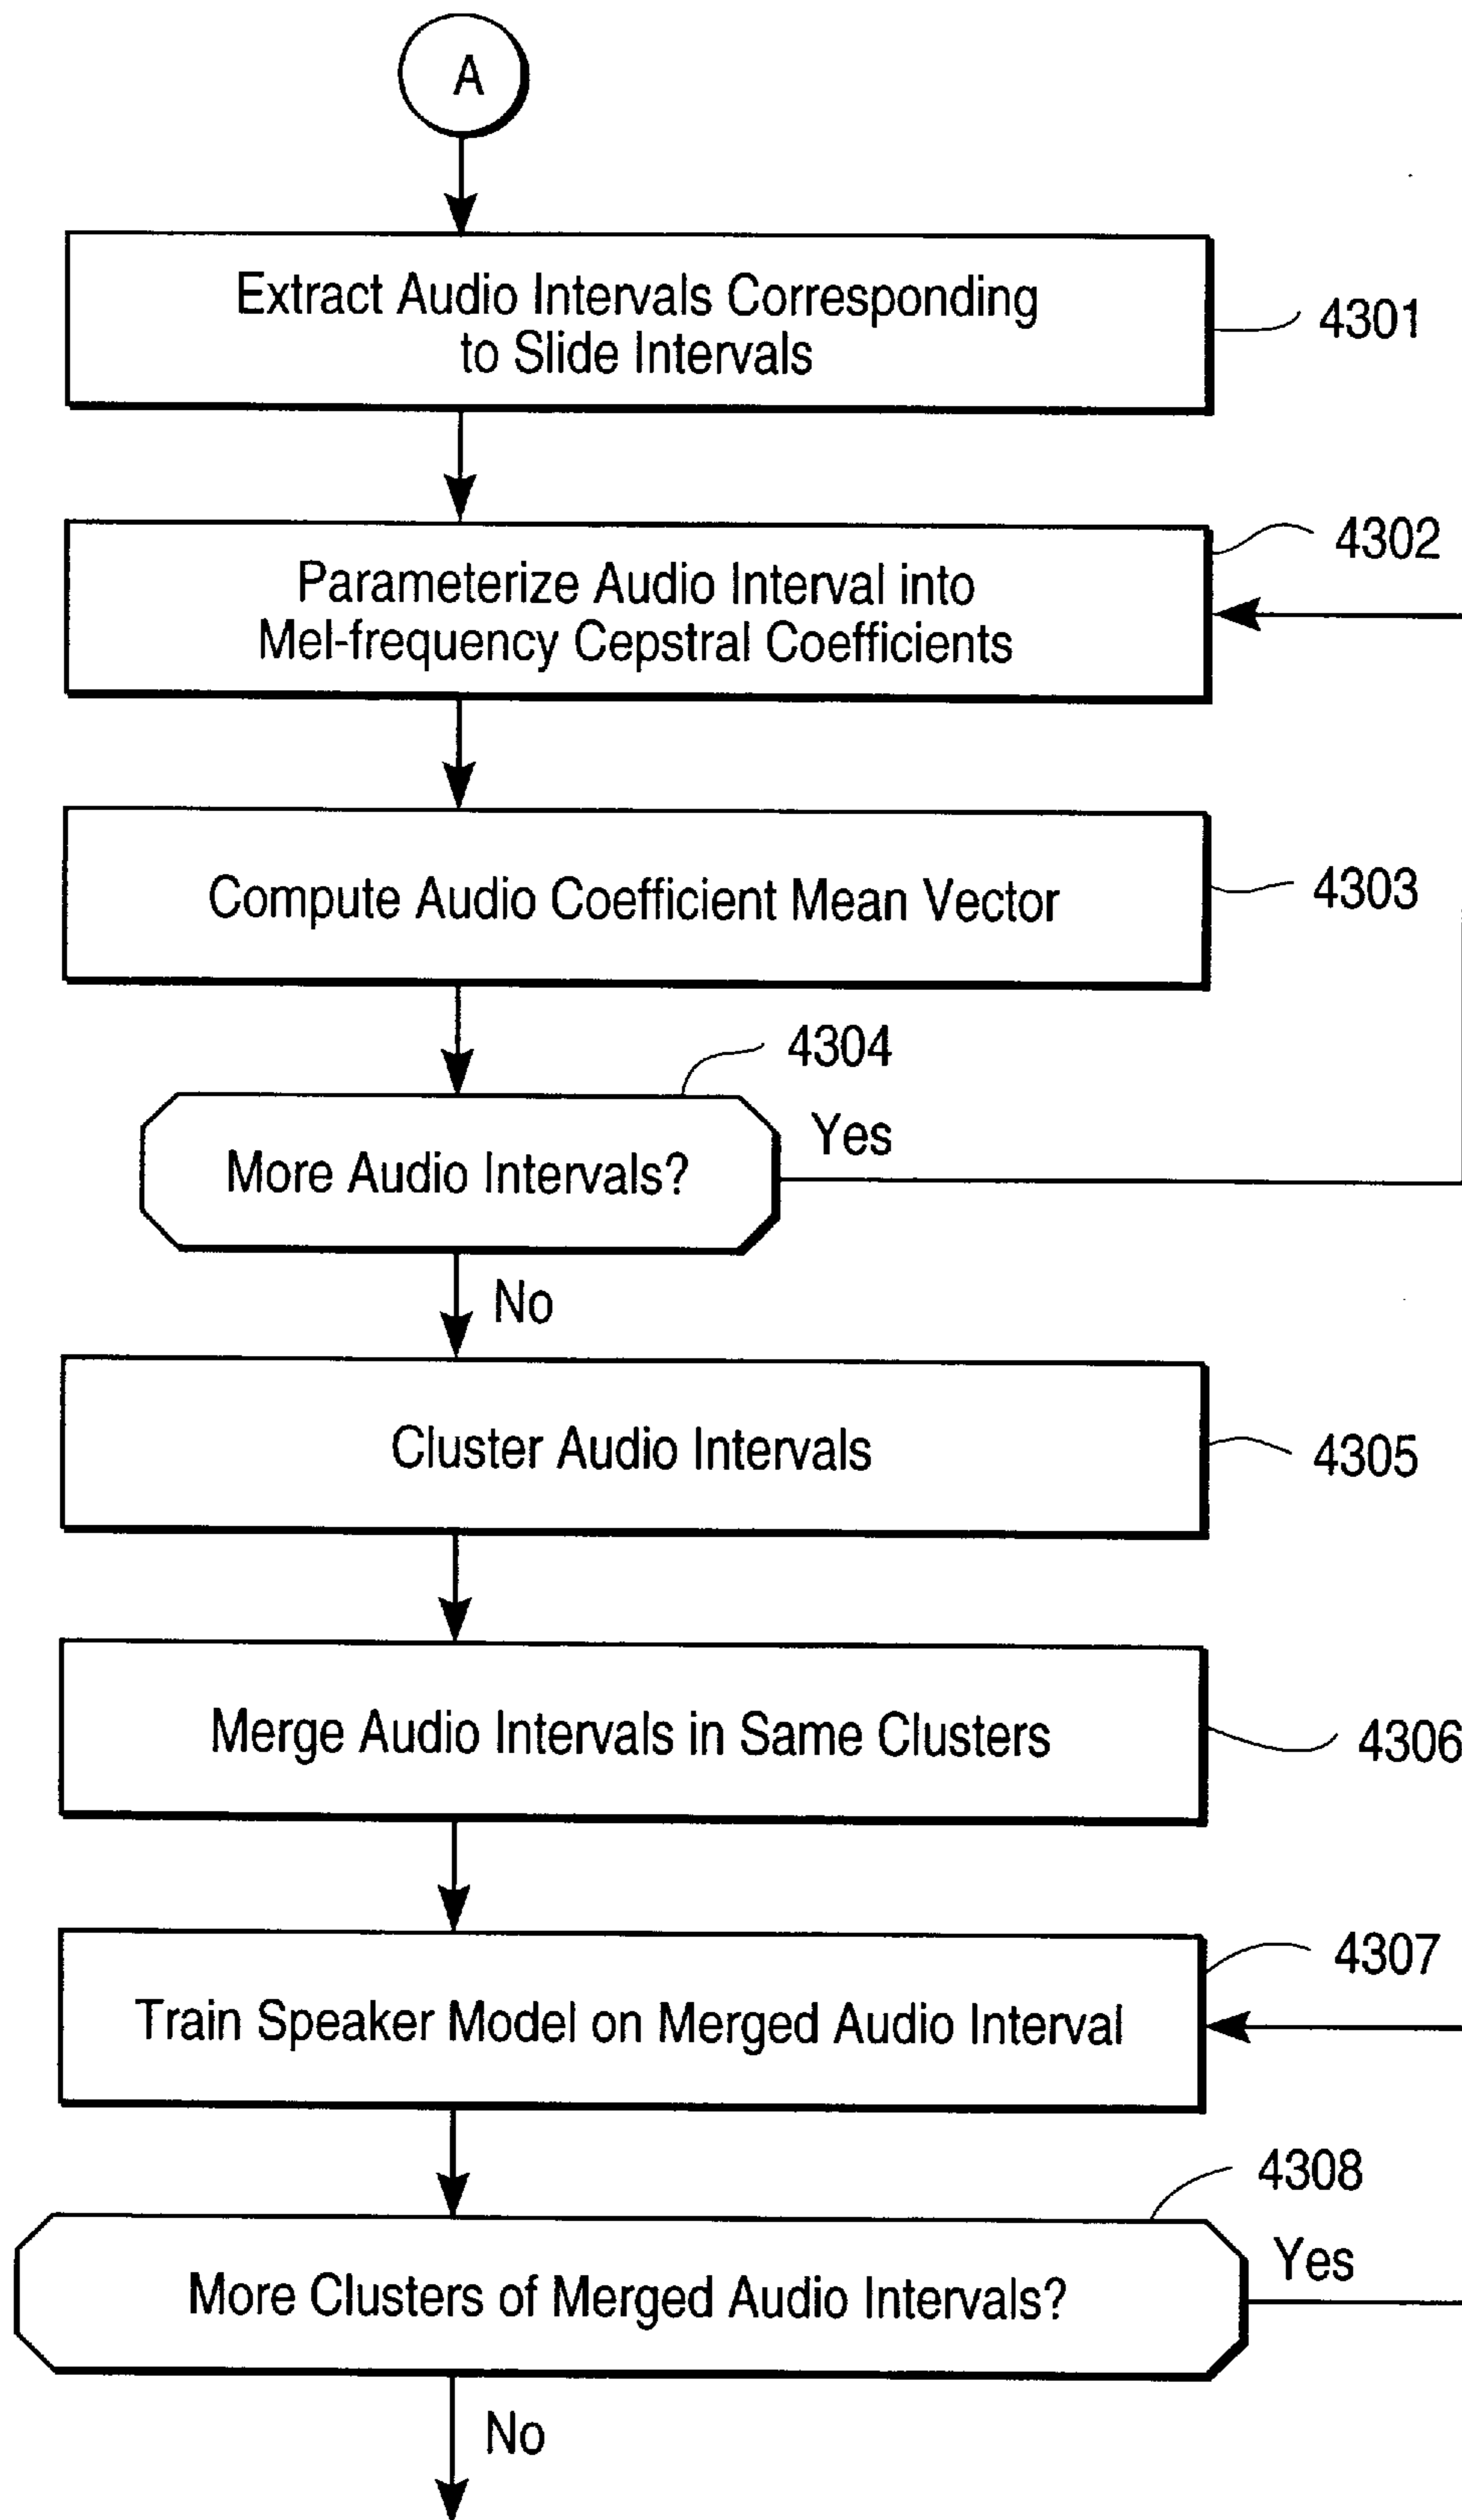 A
Extract Audio Intervals Corresponding
to Slide Intervals
4301
Parameterize Audio Interval into
Mel-frequency Cepstral Coefficients
4302
Compute Audio Coefficient Mean Vector
4303
4304
More Audio Intervals?
Yes
No
Cluster Audio Intervals
4305
Merge Audio Intervals in Same Clusters
4306
Train Speaker Model on Merged Audio Interval
4307
4308
More Clusters of Merged Audio Intervals?
Yes
No